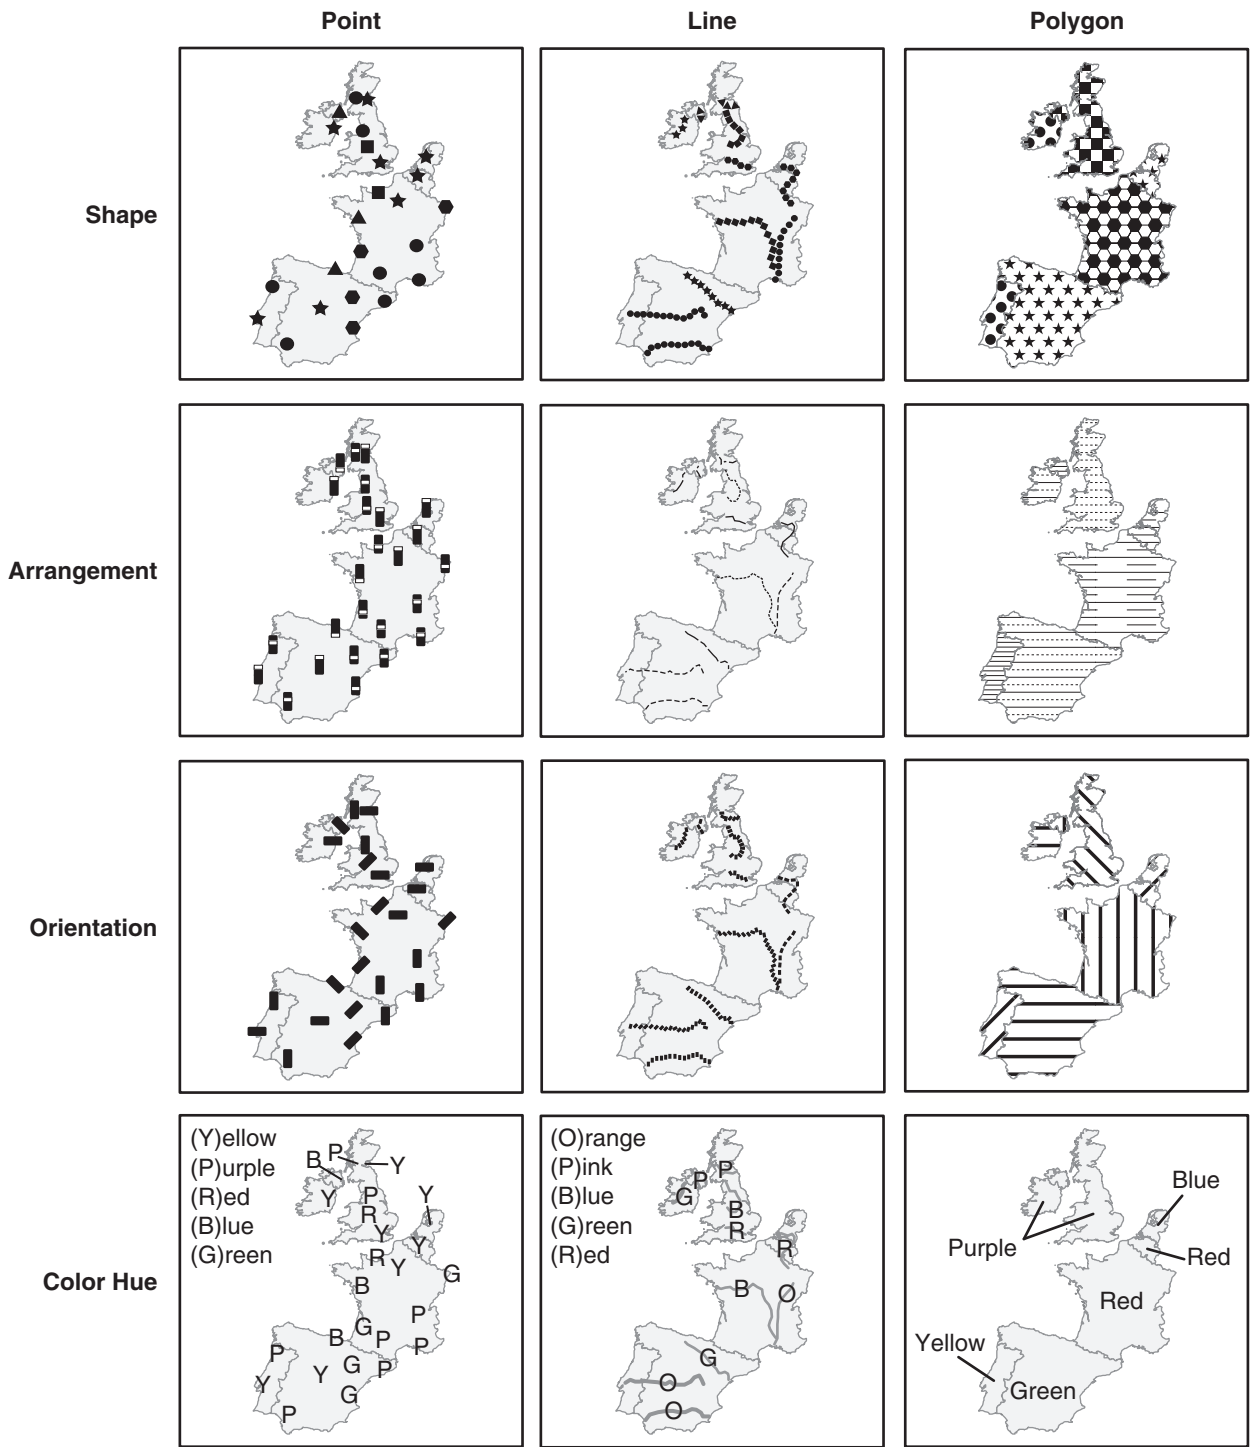 Point
Line
Polygon
Shape
Arrangement
Orientation
Color Hue
(Y)ellow
(P)urple
(R)ed
(B)lue
(G)reen
B
P
Y
Y
P
Y
R
Y
Y
R
Y
G
B
P
G
B
P
P
P
G
Y
P
Y
G
P
(O)range
(P)ink
(B)lue
(G)reen
(R)ed
P
P
G
B
R
R
B
O
G
O
O
Blue
Purple
Red
Red
Yellow
Green